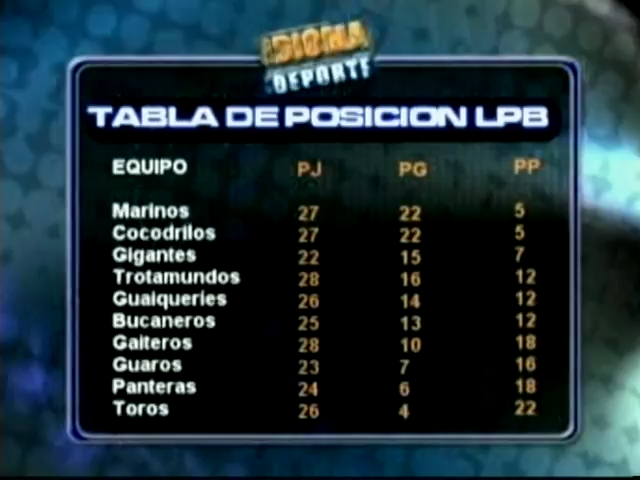 IDIOMA
DEPORTE
TABLA DE POSICION LPB
EQUIPO PJ PG PP
Marinos 27 22 5
Cocodrilos 27 22 5
Gigantes 22 15 7
Trotamundos 28 16 12
Guaiqueries 26 14 12
Bucaneros 25 13 12
Gaiteros 28 10 18
Guaros 23 7 16
Panteras 24 6 18
Toros 26 4 22